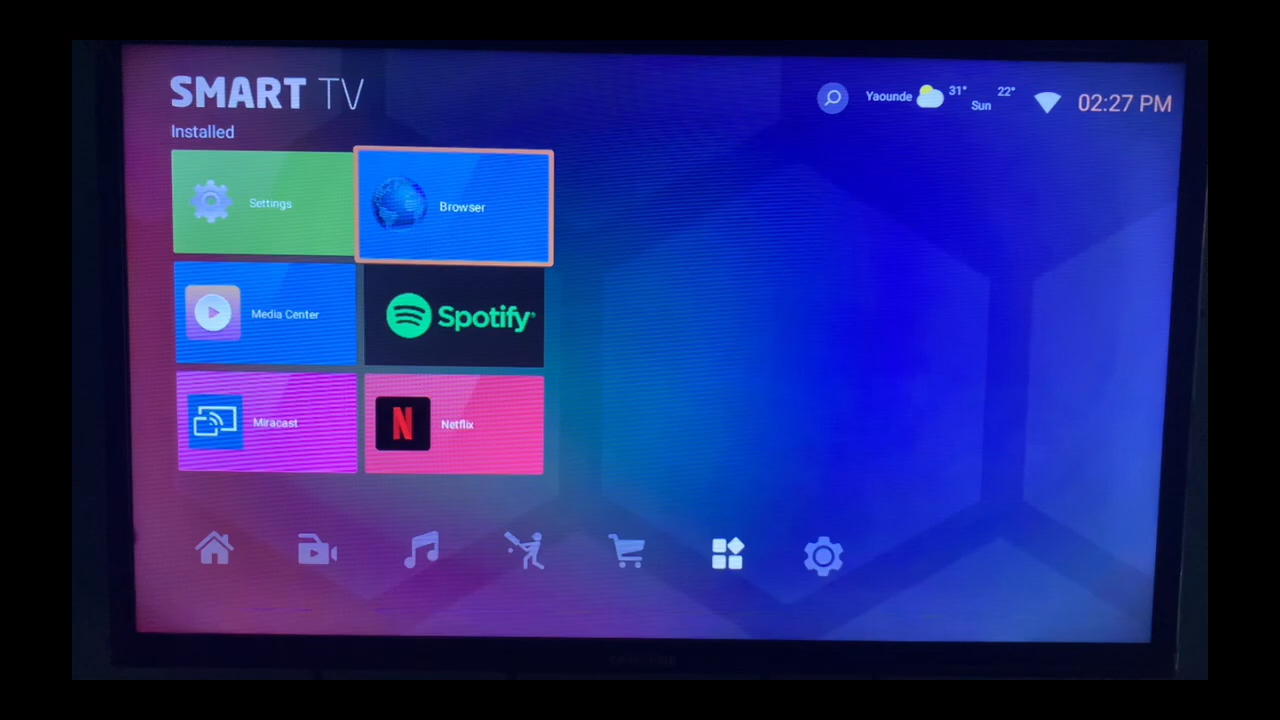 SMART TV
Yaounde 31° Sun 22° 02:27 PM
Installed
Settings
Browser
Media Center
Spotify
Miracast
N Netflix